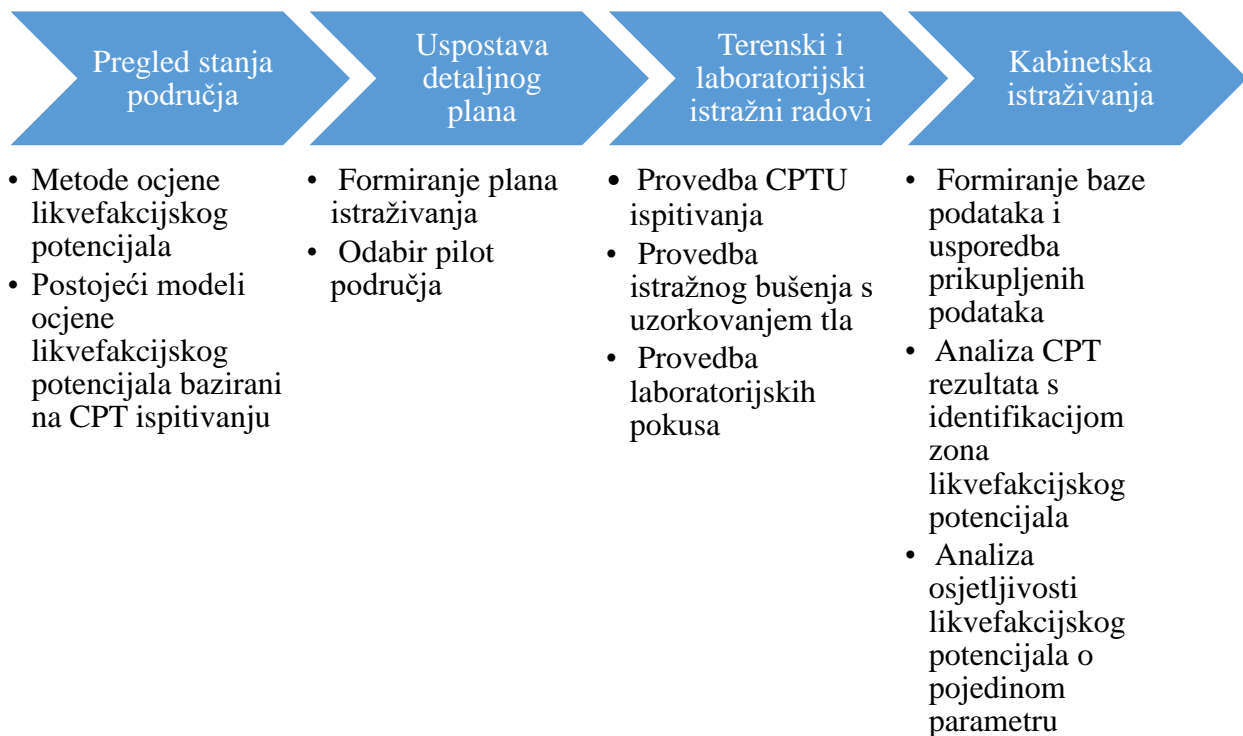 Pregled stanja
područja
Uspostava
detaljnog
plana
Terenski i
laboratorijski
istražni radovi
Kabinetska
istraživanja
• Metode ocjene
likvefakcijskog
potencijala
• Postojeći modeli
ocjene
likvefakcijskog
potencijala bazirani
na CPT ispitivanju
• Formiranje plana
istraživanja
• Odabir pilot
područja
• Provedba CPTU
ispitivanja
• Provedba
istražnog bušenja s
uzorkovanjem tla
• Provedba
laboratorijskih
pokusa
• Formiranje baze
podataka i
usporedba
prikupljenih
podataka
• Analiza CPT
rezultata s
identifikacijom
zona
likvefakcijskog
potencijala
• Analiza
osjetljivosti
likvefakcijskog
potencijala o
pojedinom
parametru